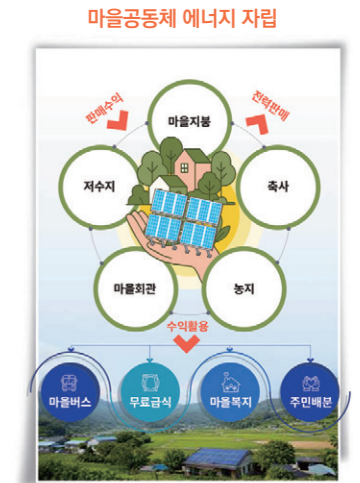 마을공동체 에너지 자립
판매수익
전력판매
마을지붕
저수지
축사
마을회관
농지
수익활용
마을버스
무료급식
마을복지
주민배분